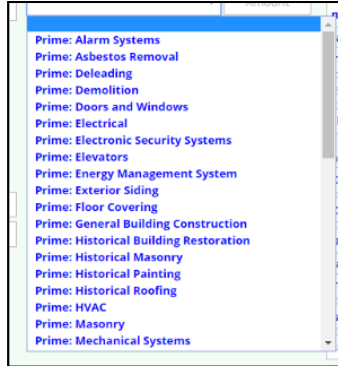 Amount
Prime: Alarm Systems
Prime: Asbestos Removal
Prime: Deleading
Prime: Demolition
Prime: Doors and Windows
Prime: Electrical
Prime: Electronic Security Systems
Prime: Elevators
Prime: Energy Management System
Prime: Exterior Siding
Prime: Floor Covering
Prime: General Building Construction
Prime: Historical Building Restoration
Prime: Historical Masonry
Prime: Historical Painting
Prime: Historical Roofing
Prime: HVAC
Prime: Masonry
Prime: Mechanical Systems